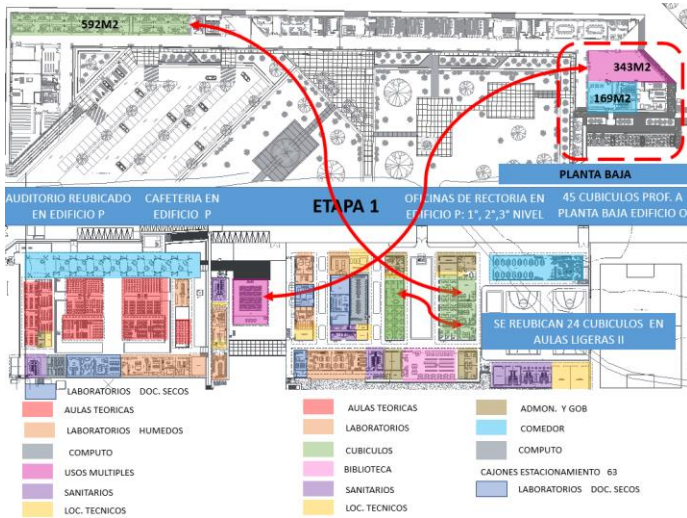 592M2
343M2
169M2
PLANTA BAJA
AUDITORIO REUBICADO
EN EDIFICIO P
CAFETERIA EN
EDIFICIO P
ETAPA 1
OFICINAS DE RECTORIA EN
EDIFICIO P: 1°, 2°,3° NIVEL
45 CUBICULOS PROF. A
PLANTA BAJA EDIFICIO O
SE REUBICAN 24 CUBICULOS EN
AULAS LIGERAS II
LABORATORIOS DOC. SECOS
AULAS TEORICAS
LABORATORIOS HUMEDOS
COMPUTO
USOS MULTIPLES
SANITARIOS
LOC. TECNICOS
AULAS TEORICAS
LABORATORIOS
CUBICULOS
BIBLIOTECA
SANITARIOS
LOC. TECNICOS
ADMON. Y GOB
COMEDOR
COMPUTO
CAJONES ESTACIONAMIENTO 63
LABORATORIOS DOC. SECOS